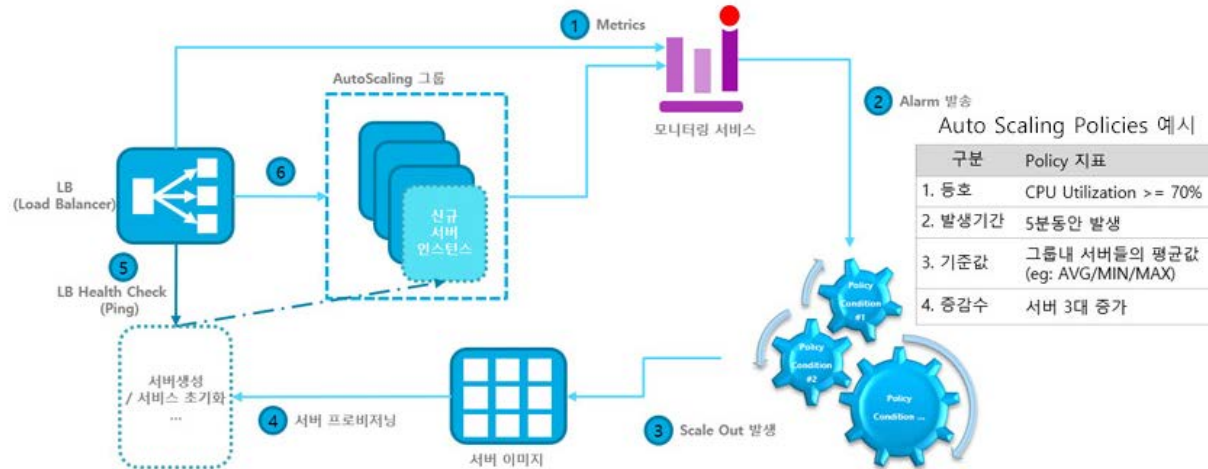 1 Metrics
AutoScaling 그룹
모니터링 서비스
2 Alarm 발송
Auto Scaling Policies 예시
구분 Policy 지표
1. 등호 CPU Utilization >= 70%
2. 발생기간 5분동안 발생
3. 기준값 그룹내 서버들의 평균값
(eg: AVG/MIN/MAX)
4. 증감수 서버 3대 증가
LB
(Load Balancer)
6
신규
서버
인스턴스
5
LB Health Check
(Ping)
Policy
Condition
#1
Policy
Condition
#2
Policy
Condition ...
서버생성
/ 서비스 초기화
...
4 서버 프로비저닝
서버 이미지
3 Scale Out 발생